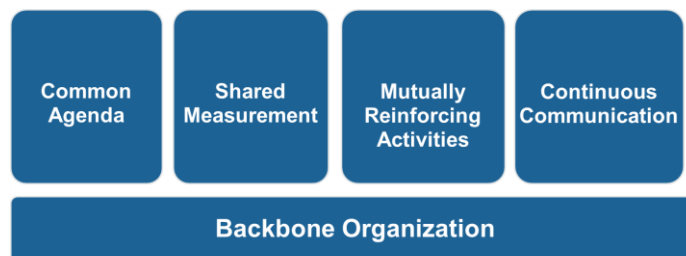 Common
Agenda
Shared
Measurement
Mutually
Reinforcing
Activities
Continuous
Communication
Backbone Organization